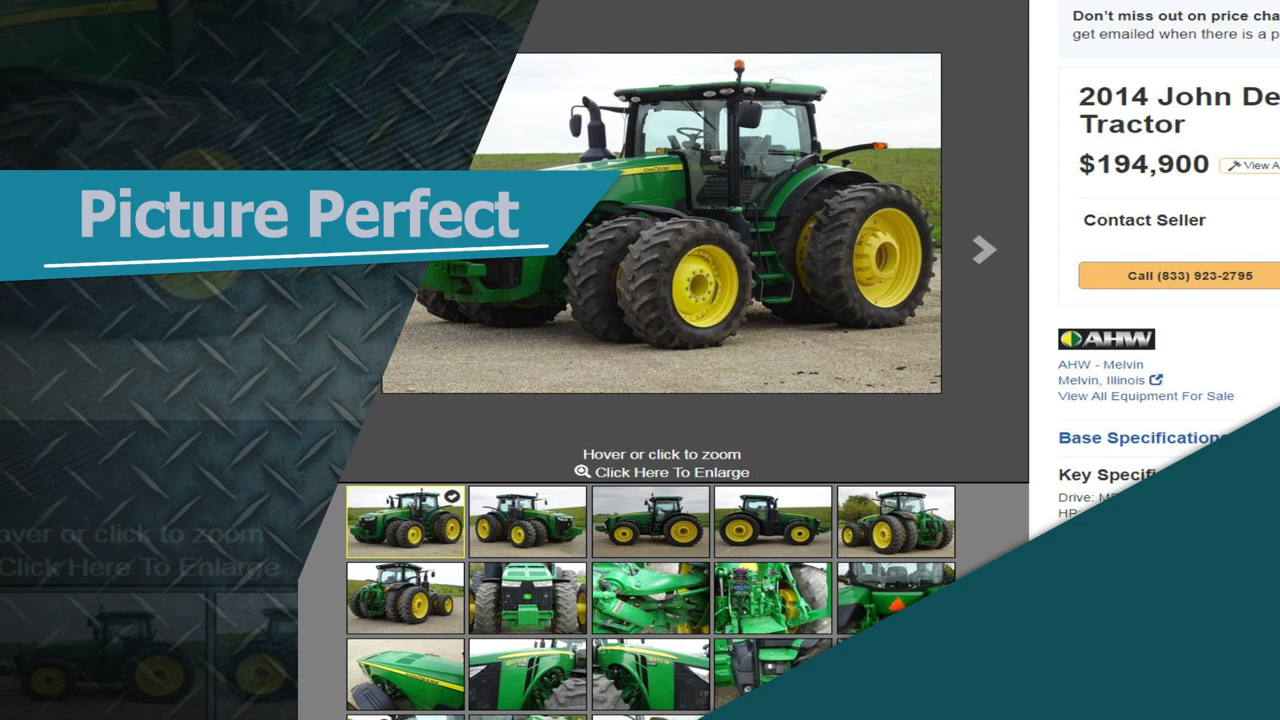 Picture Perfect
Hover or click to zoom
Click Here To Enlarge
over or click to zoom
Click Here To Enlarge
Don't miss out on price cha
get emailed when there is a p
2014 John De
Tractor
$194,900
View A
Contact Seller
Call (833) 923-2795
AHW
AHW - Melvin
Melvin, Illinois
View All Equipment For Sale
Base Specifications
Key Specifi
Drive: M
HP